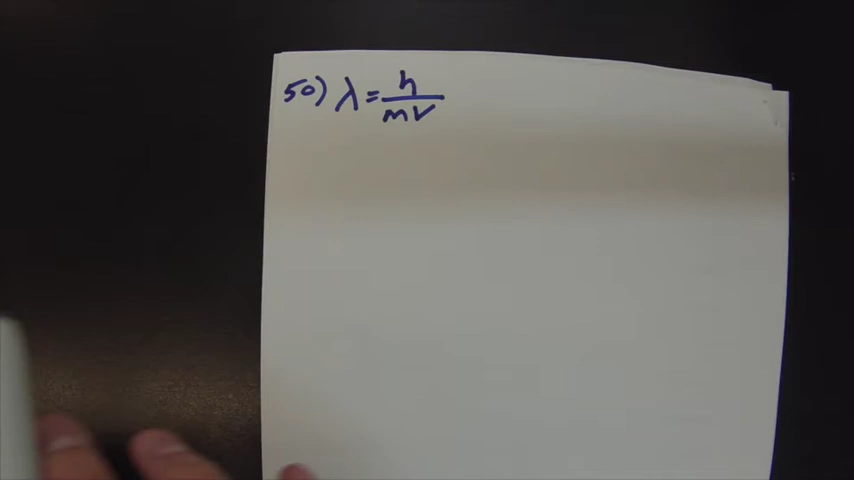 50) λ = h/mv